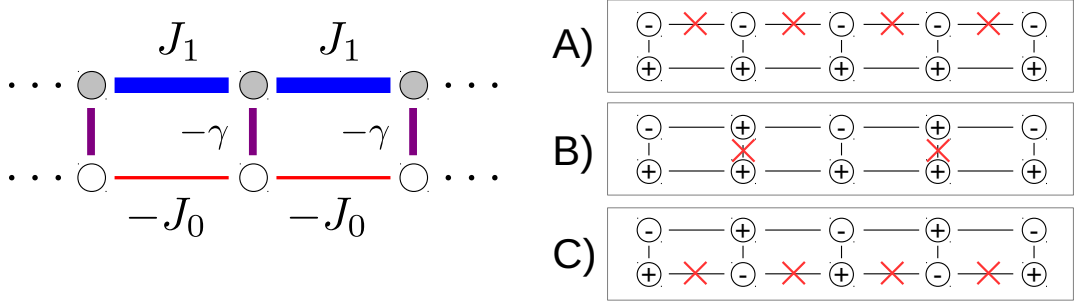 J₁ J₁
··· ···
−γ −γ
··· ···
−J₀ −J₀
A)
- - - - -
+ + + + +
B)
- + - + -
+ + + + +
C)
- + - + -
+ - + - +